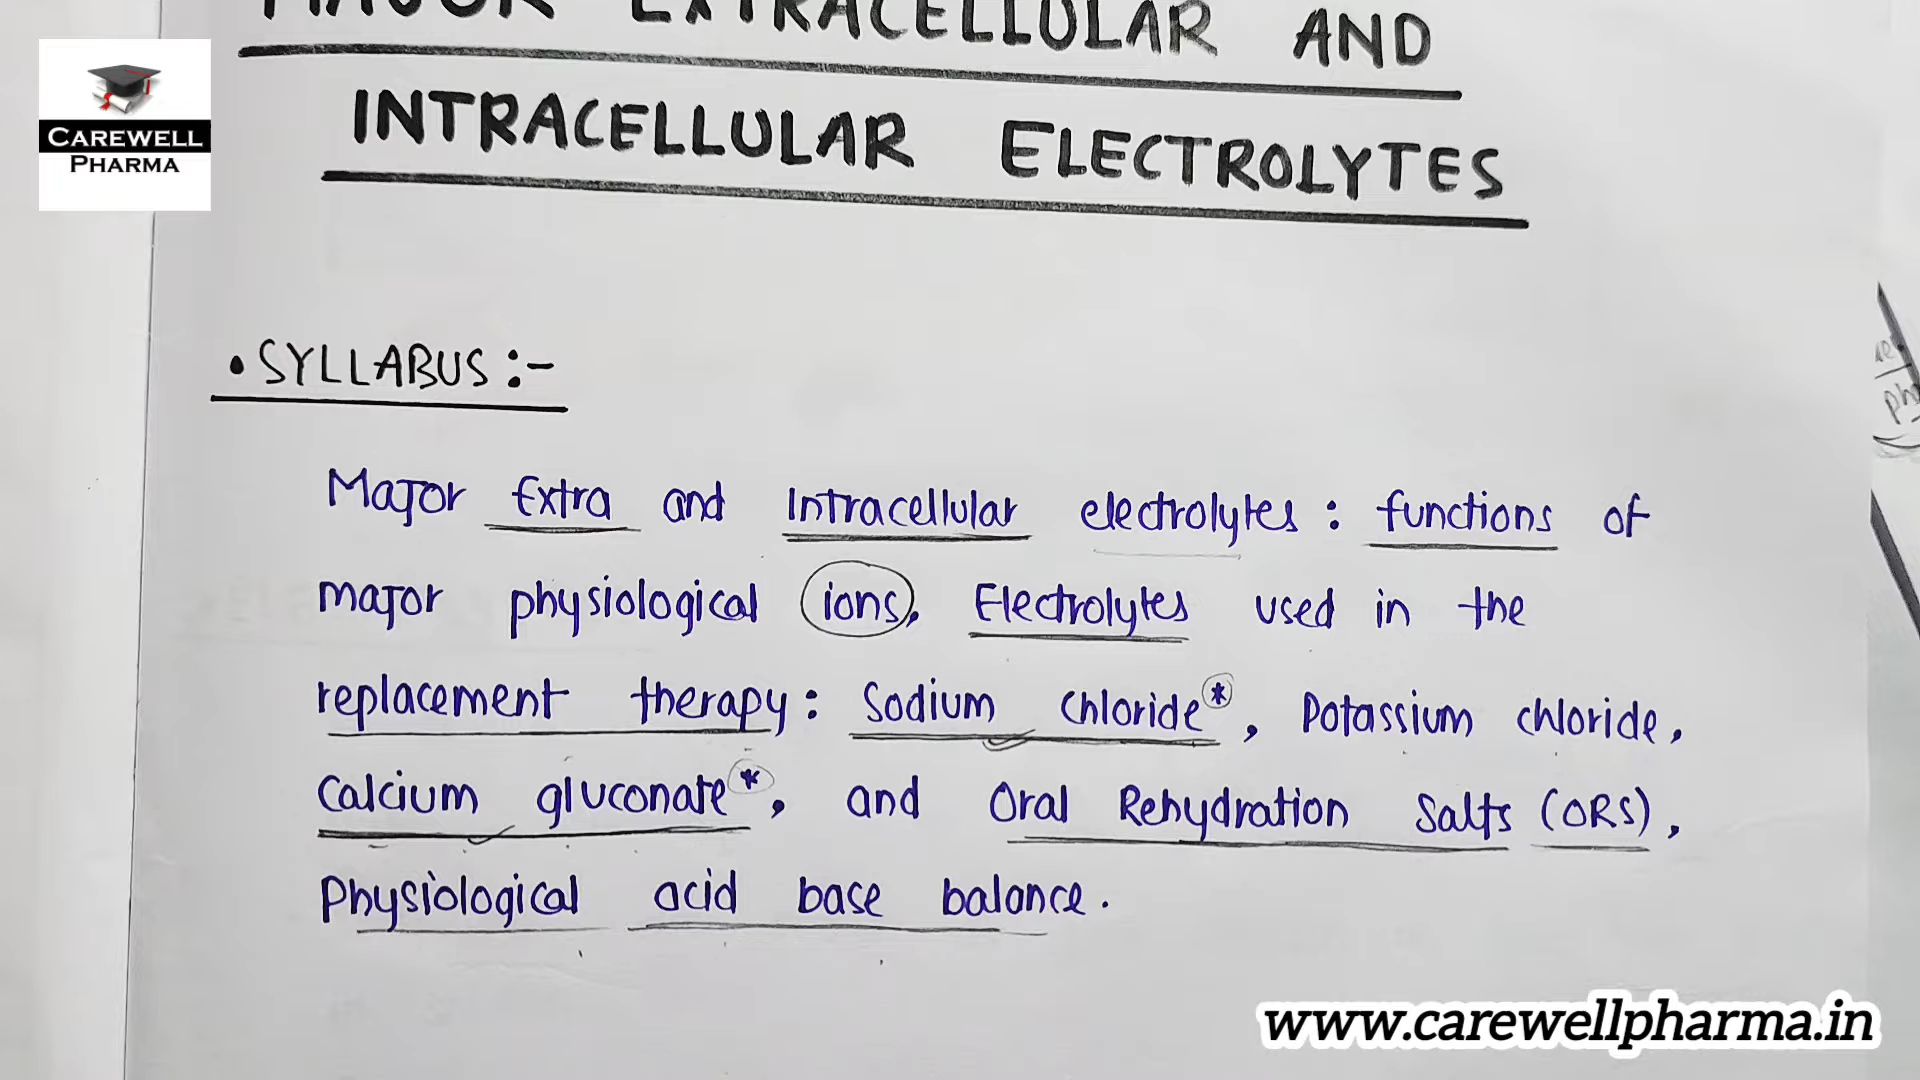 MAJOR EXTRACELLULAR AND
INTRACELLULAR ELECTROLYTES
CAREWELL
PHARMA
• SYLLABUS :-
Major Extra and Intracellular electrolytes : functions of
major physiological ions, Electrolytes used in the
replacement therapy : Sodium chloride*, Potassium chloride,
Calcium gluconate*, and Oral Rehydration Salts (ORS),
Physiological acid base balance.
www.carewellpharma.in